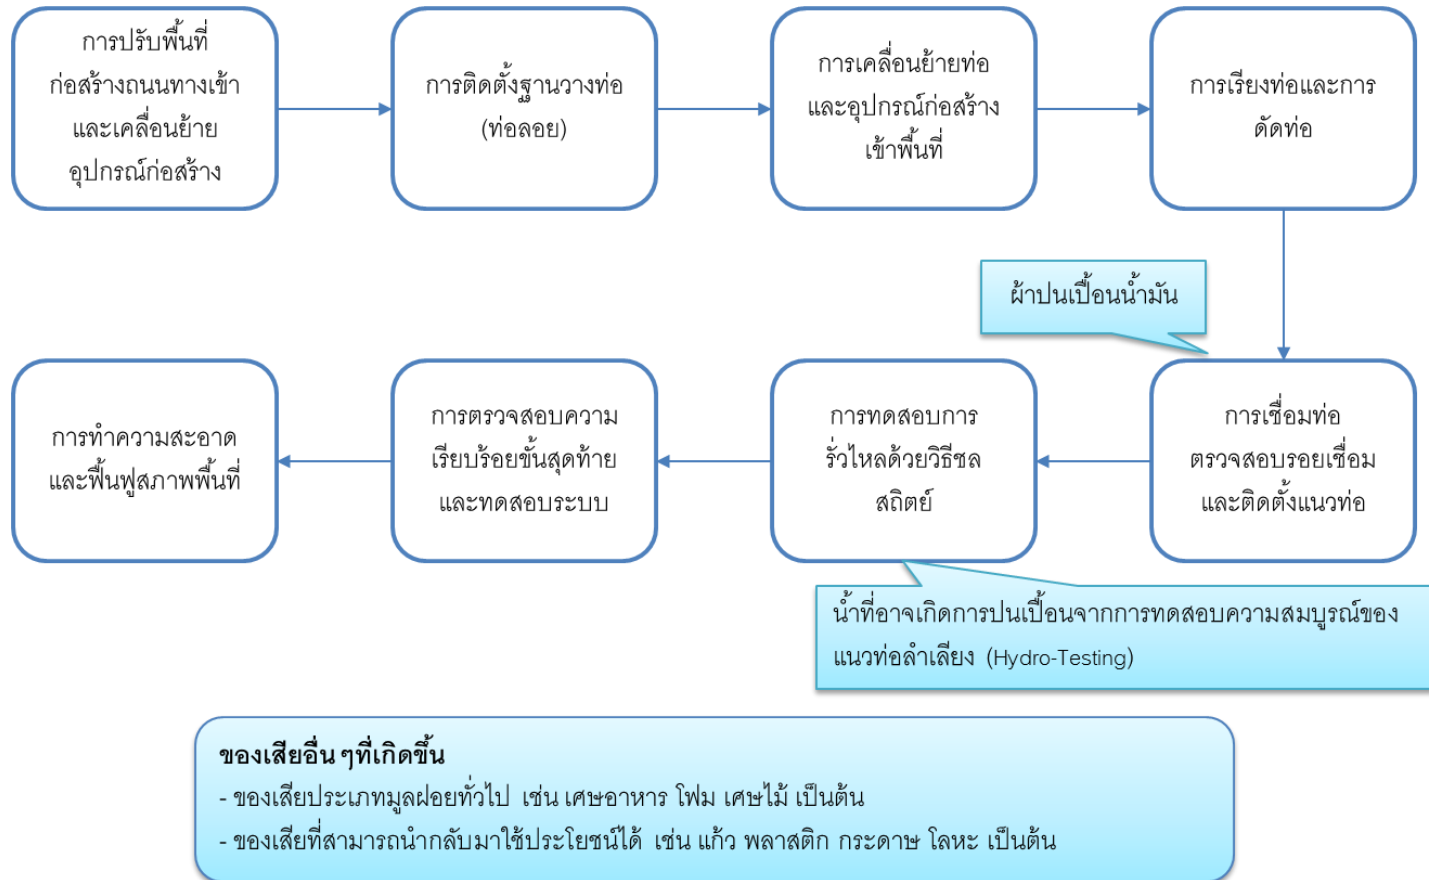 การปรับพื้นที่
ก่อสร้างถนนทางเข้า
และเคลื่อนย้าย
อุปกรณ์ก่อสร้าง
การติดตั้งฐานวางท่อ
(ท่อลอย)
การเคลื่อนย้ายท่อ
และอุปกรณ์ก่อสร้าง
เข้าพื้นที่
การเรียงท่อและการ
ดัดท่อ
ผ้าปนเปื้อนน้ำมัน
การเชื่อมท่อ
ตรวจสอบรอยเชื่อม
และติดตั้งแนวท่อ
การทดสอบการ
รั่วไหลด้วยวิธีชล
สถิตย์
น้ำที่อาจเกิดการปนเปื้อนจากการทดสอบความสมบูรณ์ของ
แนวท่อลำเลียง (Hydro-Testing)
การตรวจสอบความ
เรียบร้อยขั้นสุดท้าย
และทดสอบระบบ
การทำความสะอาด
และฟื้นฟูสภาพพื้นที่
ของเสียอื่น ๆที่เกิดขึ้น
- ของเสียประเภทมูลฝอยทั่วไป เช่น เศษอาหาร โฟม เศษไม้ เป็นต้น
- ของเสียที่สามารถนำกลับมาใช้ประโยชน์ได้ เช่น แก้ว พลาสติก กระดาษ โลหะ เป็นต้น